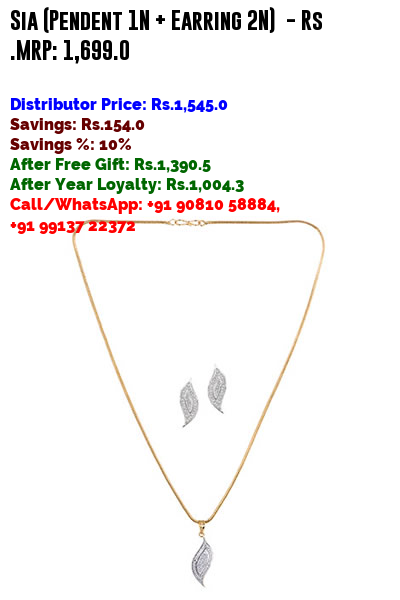 Sia (Pendent 1N + Earring 2N) - Rs
.MRP: 1,699.0
Distributor Price: Rs.1,545.0
Savings: Rs.154.0
Savings %: 10%
After Free Gift: Rs.1,390.5
After Year Loyalty: Rs.1,004.3
Call/WhatsApp: +91 90810 58884,
+91 99137 22372